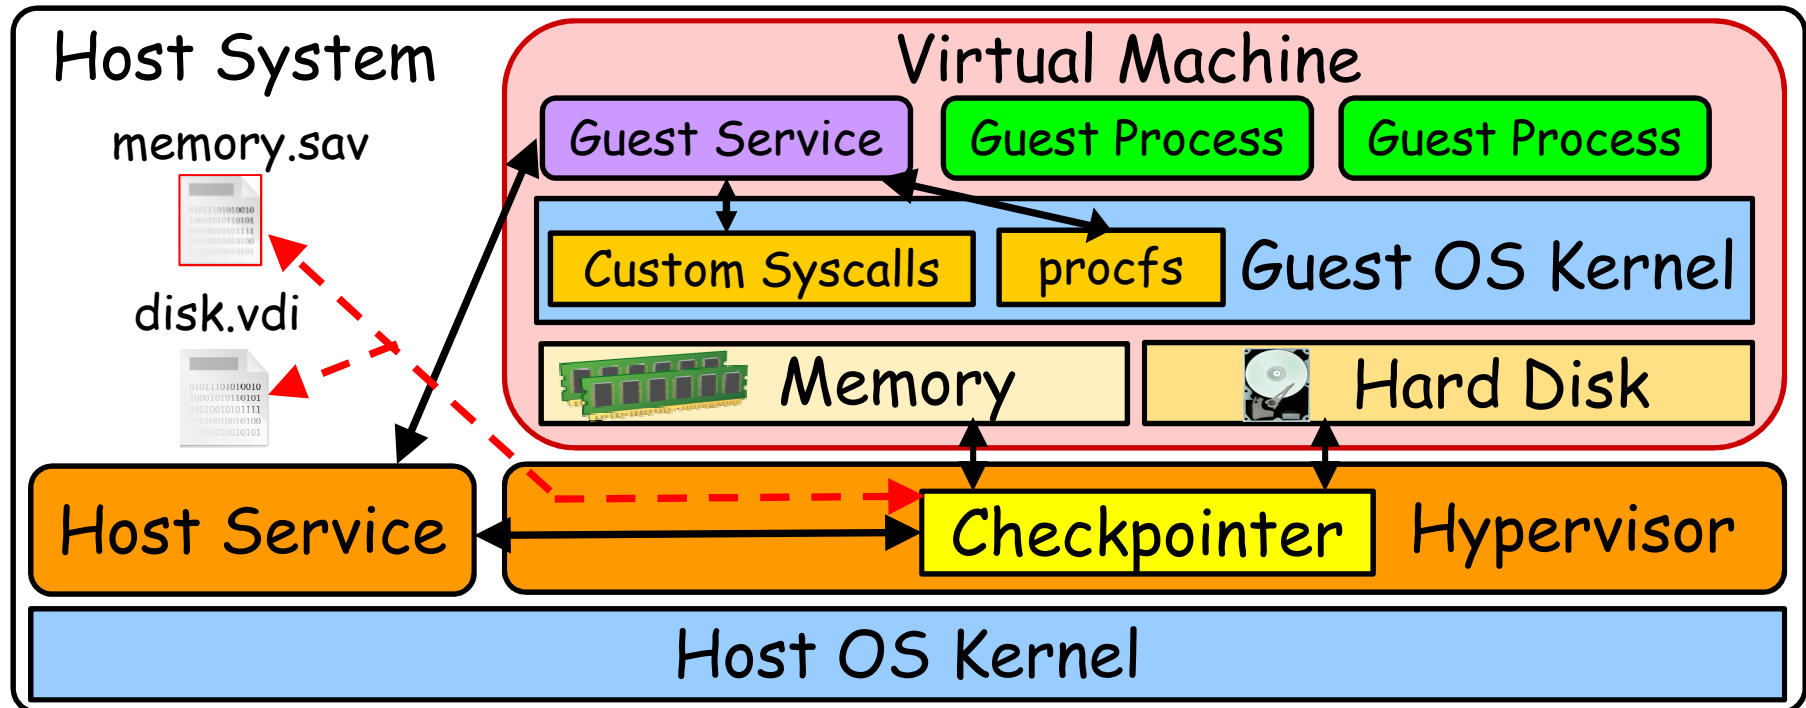 Host System
Virtual Machine
memory.sav
Guest Service
Guest Process
Guest Process
Custom Syscalls
procfs
Guest OS Kernel
disk.vdi
Memory
Hard Disk
Host Service
Checkpointer
Hypervisor
Host OS Kernel